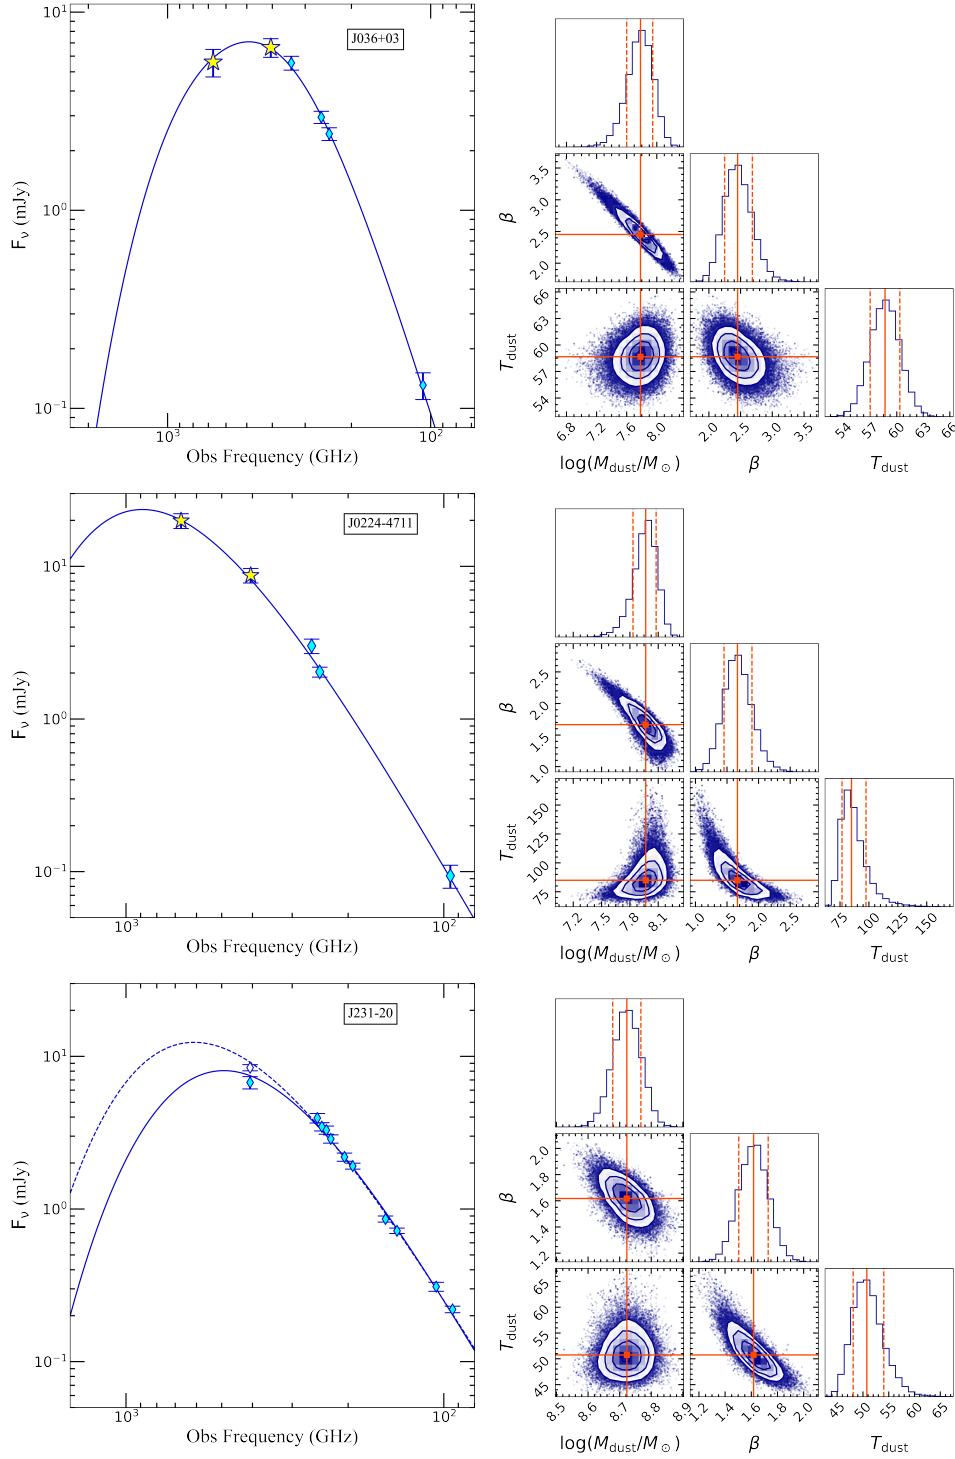 J036+03
10¹
10⁰
10⁻¹
F_ν (mJy)
10³ 10²
Obs Frequency (GHz)
β
3.5
3.0
2.5
2.0
T_dust
66
63
60
57
54
6.8 7.2 7.6 8.0
log(M_dust/M_⊙)
2.0 2.5 3.0 3.5
β
54 57 60 63 66
T_dust
J0224-4711
10¹
10⁰
10⁻¹
F_ν (mJy)
10³ 10²
Obs Frequency (GHz)
β
2.5
2.0
1.5
1.0
T_dust
150
125
100
75
7.2 7.5 7.8 8.1
log(M_dust/M_⊙)
1.0 1.5 2.0 2.5
β
75 100 125 150
T_dust
J231-20
10¹
10⁰
10⁻¹
F_ν (mJy)
10³ 10²
Obs Frequency (GHz)
β
2.0
1.8
1.6
1.4
1.2
T_dust
65
60
55
50
45
8.5 8.6 8.7 8.8 8.9
log(M_dust/M_⊙)
1.2 1.4 1.6 1.8 2.0
β
45 50 55 60 65
T_dust